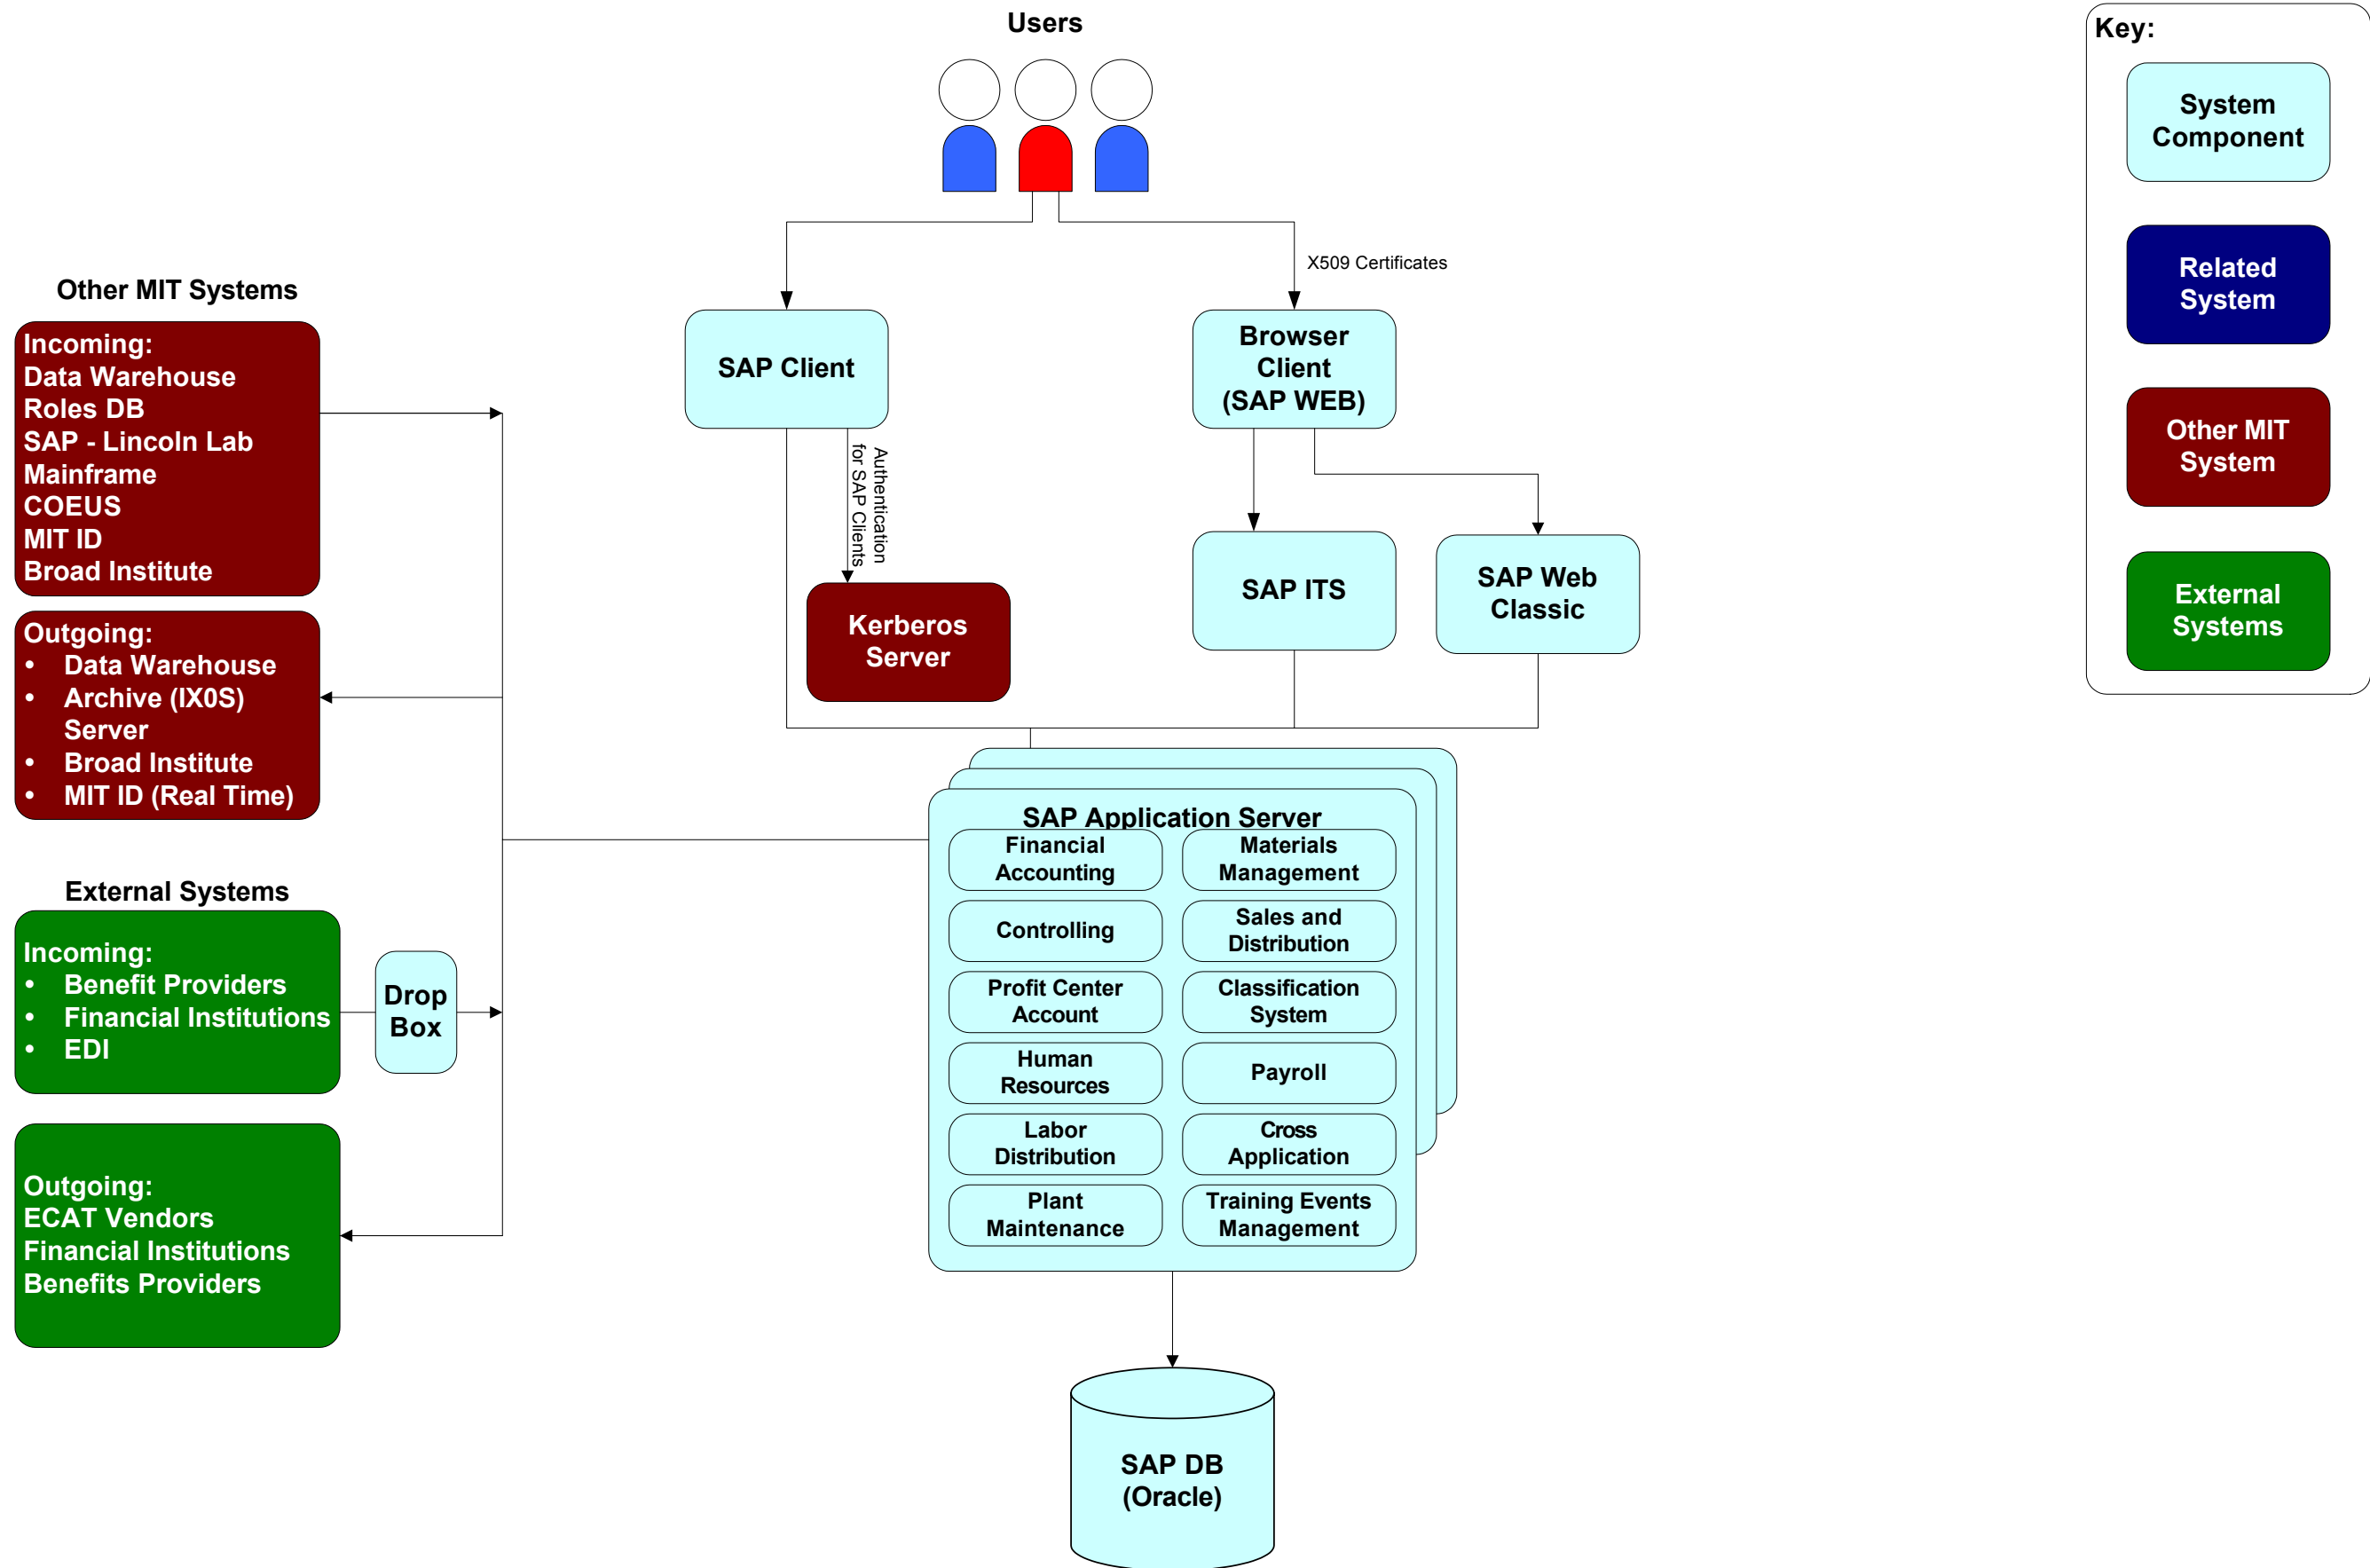 Users
Key:
System
Component
Related
System
Other MIT
System
External
Systems
X509 Certificates
Other MIT Systems
Incoming:
Data Warehouse
Roles DB
SAP - Lincoln Lab
Mainframe
COEUS
MIT ID
Broad Institute
Outgoing:
• Data Warehouse
• Archive (IX0S)
Server
• Broad Institute
• MIT ID (Real Time)
External Systems
Incoming:
• Benefit Providers
• Financial Institutions
• EDI
Drop
Box
Outgoing:
ECAT Vendors
Financial Institutions
Benefits Providers
SAP Client
Browser
Client
(SAP WEB)
Authentication
for SAP Clients
Kerberos
Server
SAP ITS
SAP Web
Classic
SAP Application Server
Financial
Accounting
Materials
Management
Controlling
Sales and
Distribution
Profit Center
Account
Classification
System
Human
Resources
Payroll
Labor
Distribution
Cross
Application
Plant
Maintenance
Training Events
Management
SAP DB
(Oracle)